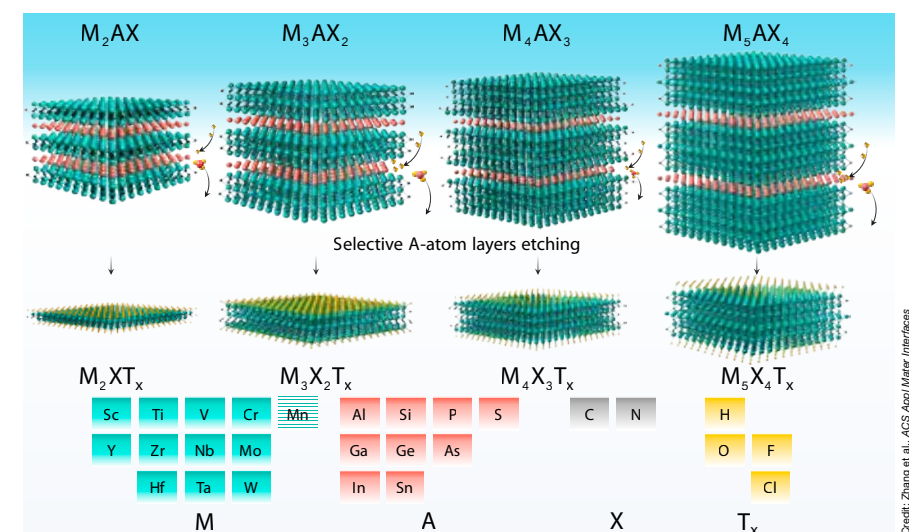 M₂AX M₃AX₂ M₄AX₃ M₅AX₄
Selective A-atom layers etching
M₂XTₓ M₃X₂Tₓ M₄X₃Tₓ M₅X₄Tₓ
Sc Ti V Cr Mn Al Si P S C N H
Y Zr Nb Mo Ga Ge As O F
Hf Ta W In Sn Cl
M A X Tₓ
Credit: Zhang et al., ACS Appl Mater Interfaces